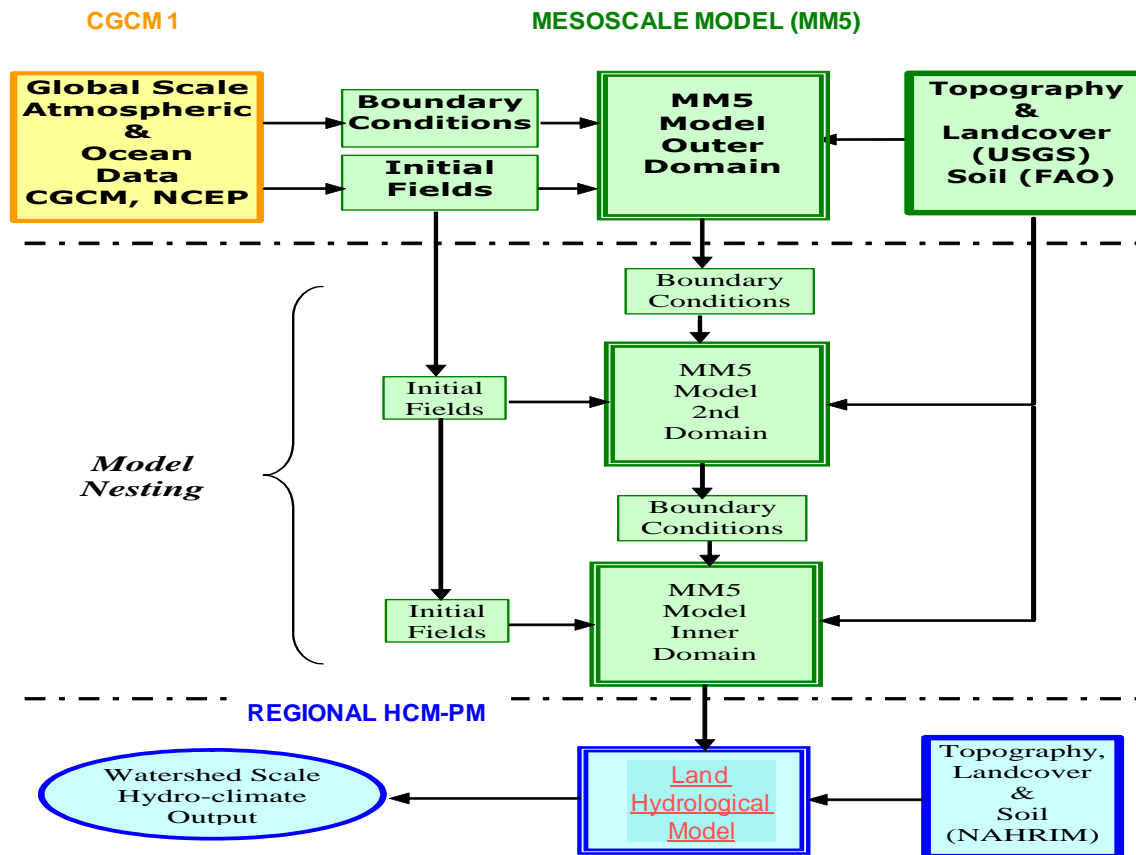 CGCM 1
MESOSCALE MODEL (MM5)
Global Scale
Atmospheric
&
Ocean
Data
CGCM, NCEP
Boundary
Conditions
Initial
Fields
MM5
Model
Outer
Domain
Topography
&
Landcover
(USGS)
Soil (FAO)
Boundary
Conditions
Initial
Fields
MM5
Model
2nd
Domain
Model
Nesting
Boundary
Conditions
Initial
Fields
MM5
Model
Inner
Domain
REGIONAL HCM-PM
Watershed Scale
Hydro-climate
Output
Land
Hydrological
Model
Topography,
Landcover
&
Soil
(NAHRIM)